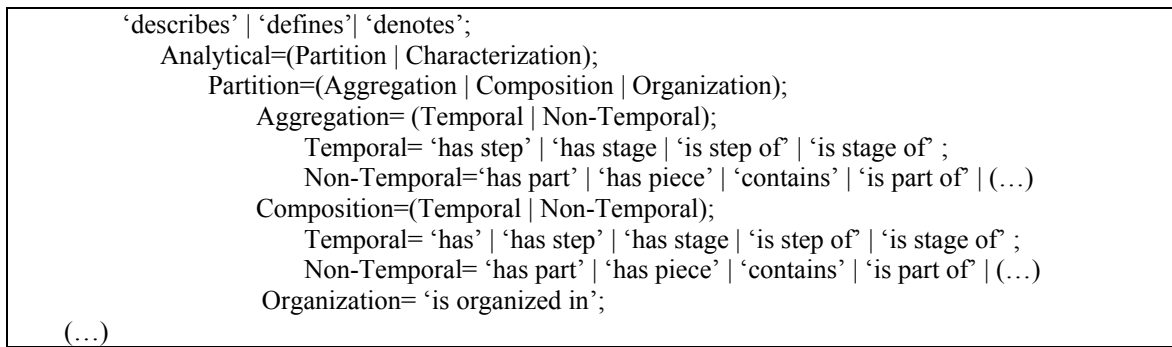 ‘describes’ | ‘defines’| ‘denotes’;
Analytical=(Partition | Characterization);
Partition=(Aggregation | Composition | Organization);
Aggregation= (Temporal | Non-Temporal);
Temporal= ‘has step’ | ‘has stage | ‘is step of’ | ‘is stage of’ ;
Non-Temporal=‘has part’ | ‘has piece’ | ‘contains’ | ‘is part of’ | (…)
Composition=(Temporal | Non-Temporal);
Temporal= ‘has’ | ‘has step’ | ‘has stage | ‘is step of’ | ‘is stage of’ ;
Non-Temporal= ‘has part’ | ‘has piece’ | ‘contains’ | ‘is part of’ | (…)
Organization= ‘is organized in’;
(…)